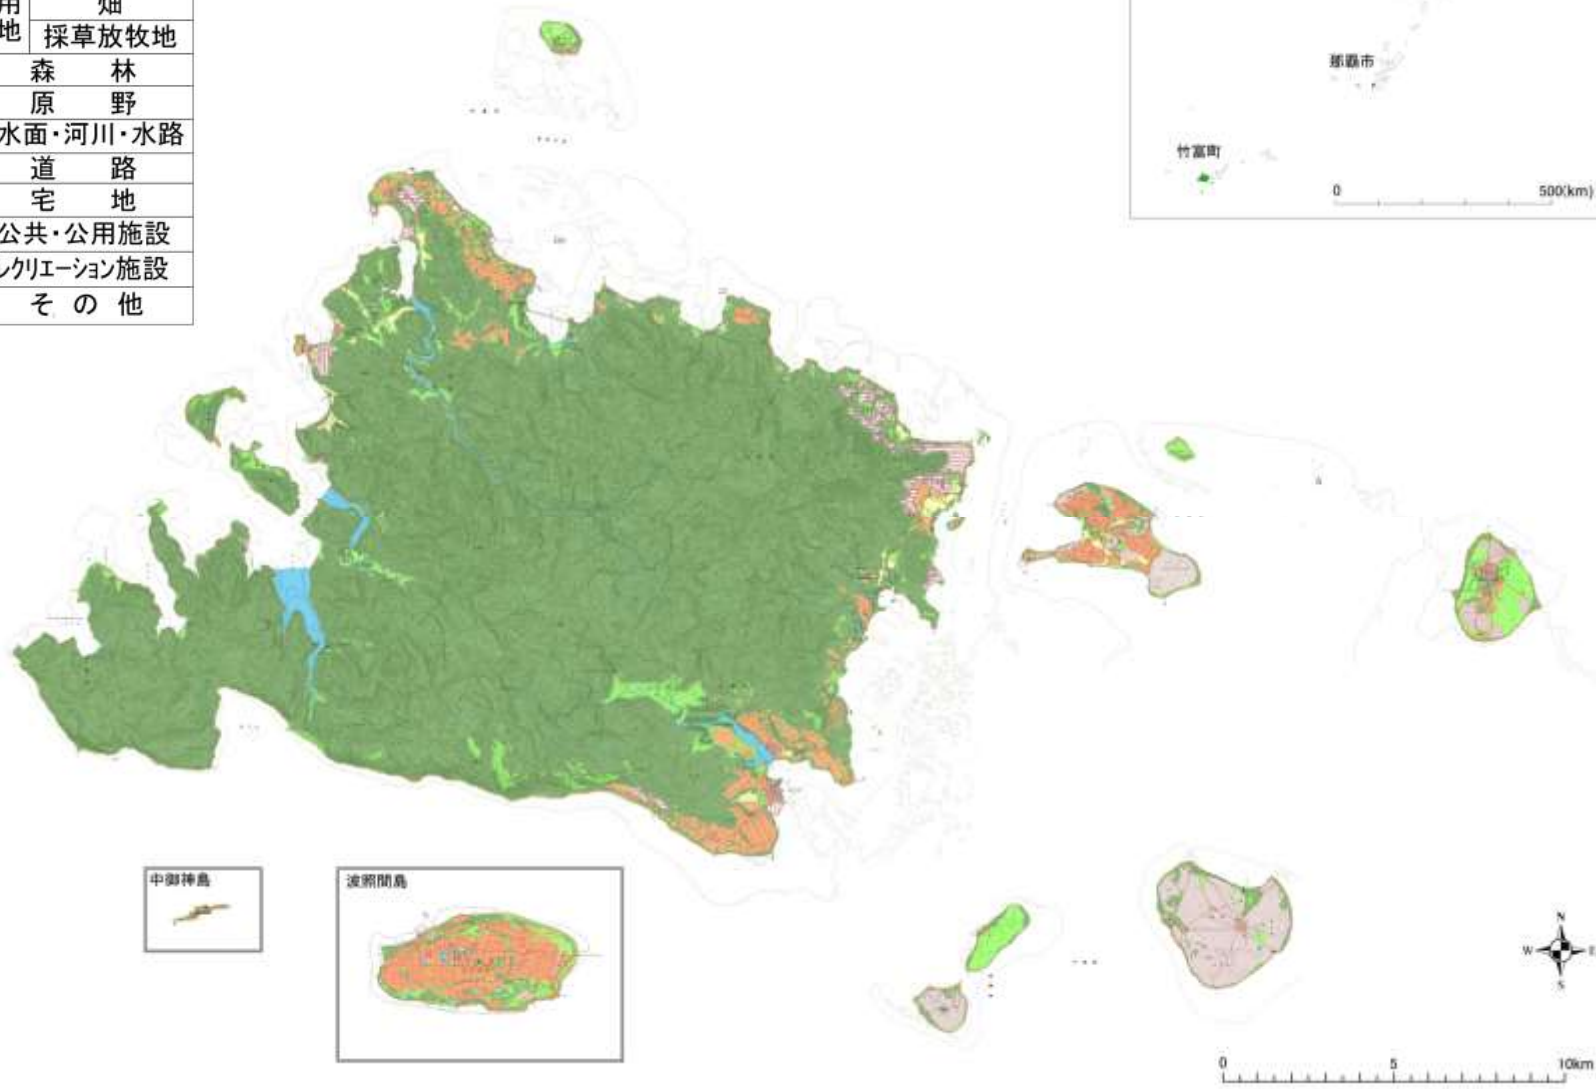 用地
畑
採草放牧地
森 林
原 野
水面・河川・水路
道 路
宅 地
公共・公用施設
レクリエーション施設
そ の 他
那覇市
竹富町
0 500(km)
中御神島
波照間島
N
W E
S
0 5 10km